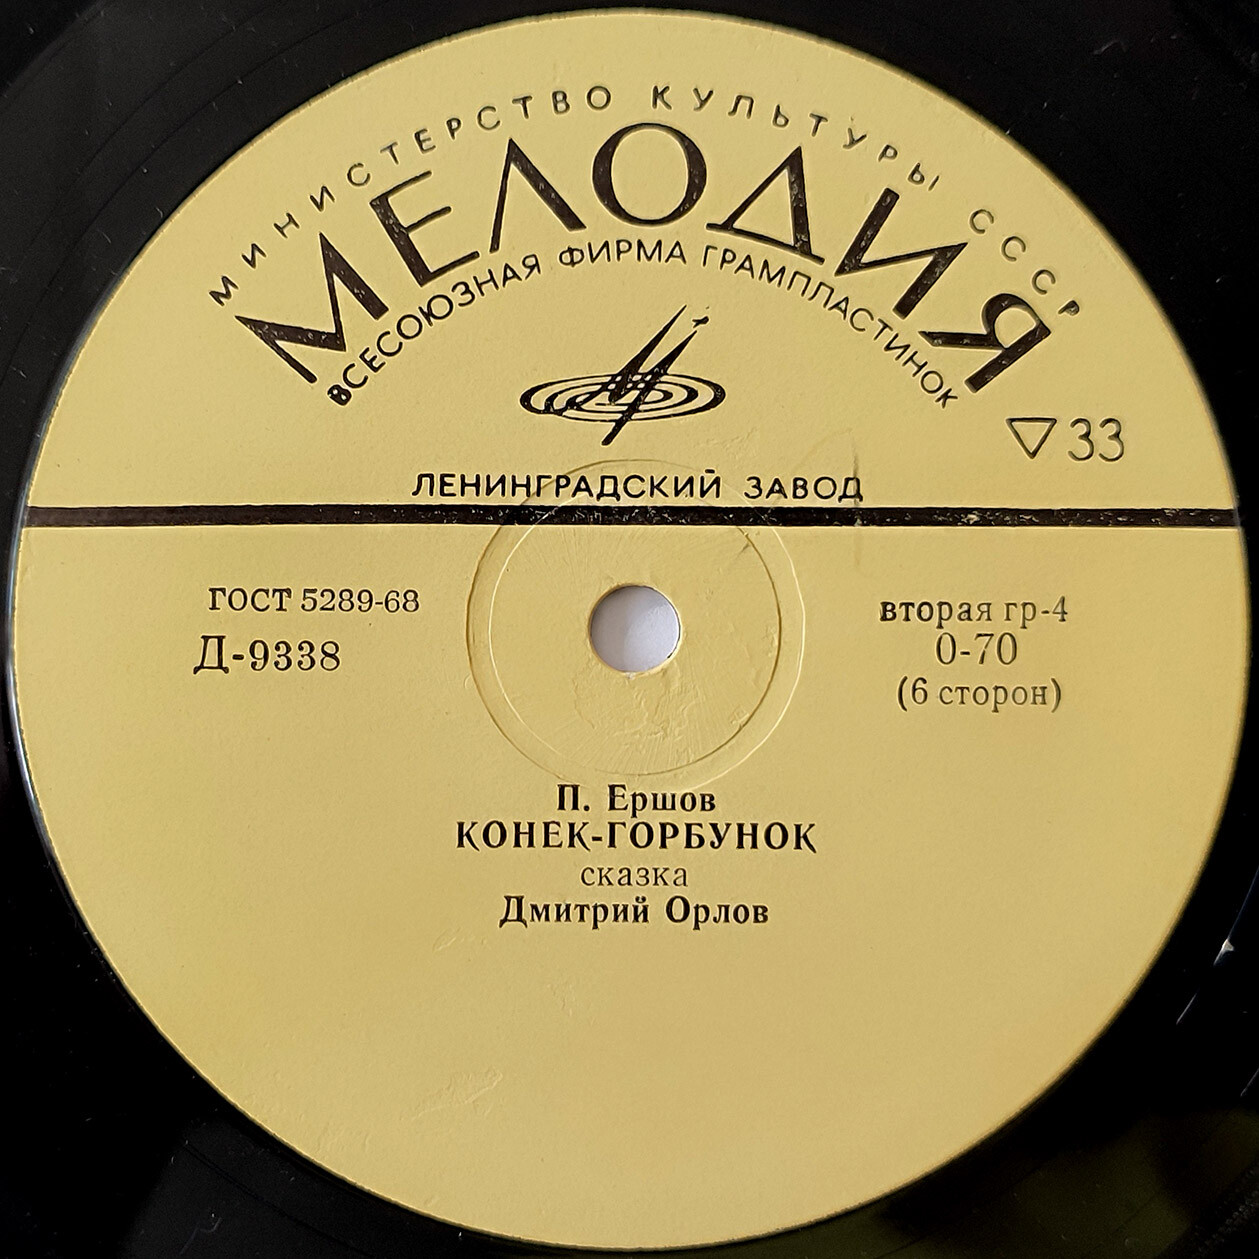 МИНИСТЕРСТВО КУЛЬТУРЫ СССР
МЕЛОДИЯ
ВСЕСОЮЗНАЯ ФИРМА ГРАМПЛАСТИНОК
33
ЛЕНИНГРАДСКИЙ ЗАВОД
ГОСТ 5289-68
Д-9338
вторая гр-4
0-70
(6 сторон)
П. Ершов
КОНЕК-ГОРБУНОК
сказка
Дмитрий Орлов